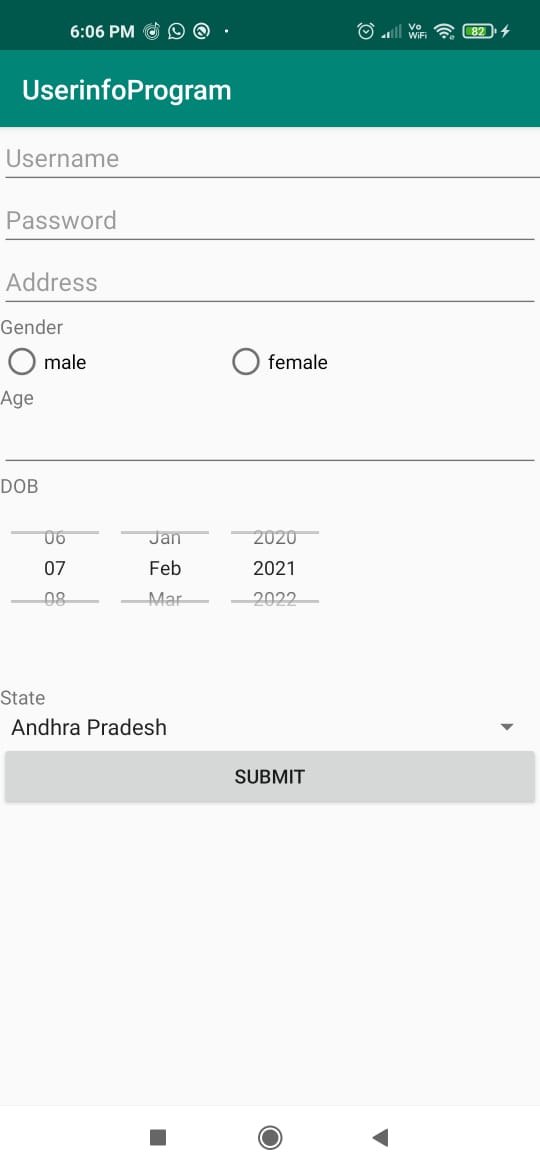 6:06 PM Vo WiFi 82
UserinfoProgram
Username
Password
Address
Gender
male female
Age
DOB
06 Jan 2020
07 Feb 2021
08 Mar 2022
State
Andhra Pradesh
SUBMIT